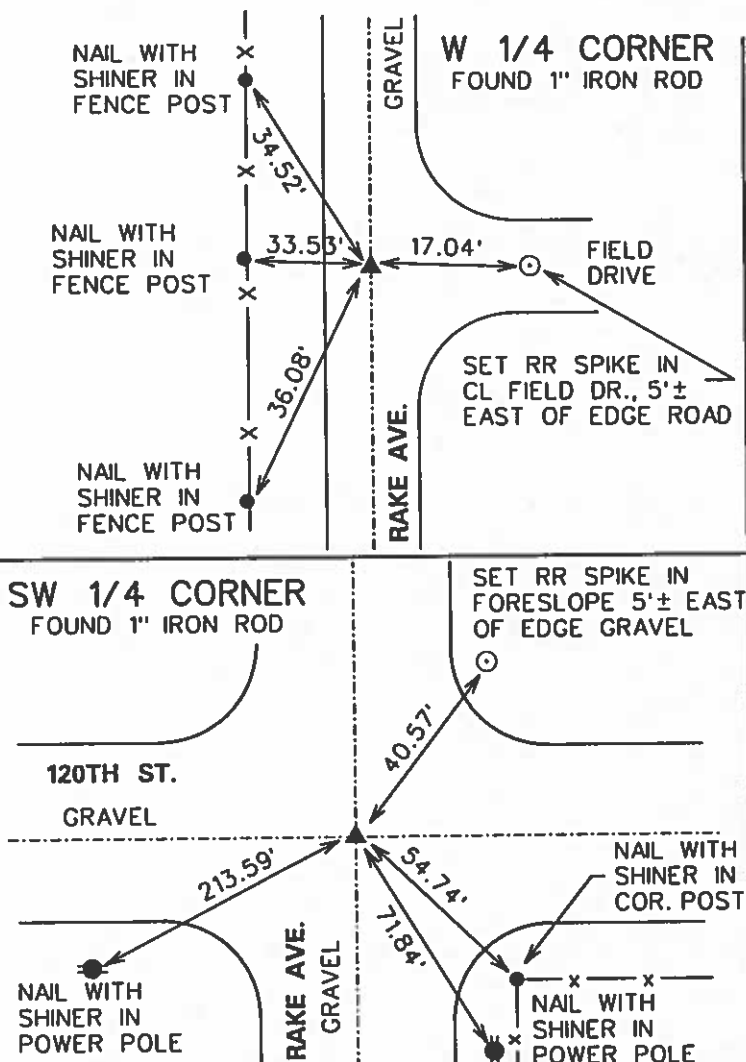 NAIL WITH
SHINER IN
FENCE POST
GRAVEL
W 1/4 CORNER
FOUND 1" IRON ROD
34.52'
NAIL WITH
SHINER IN
FENCE POST
33.53'
17.04'
FIELD
DRIVE
36.08'
SET RR SPIKE IN
CL FIELD DR., 5'±
EAST OF EDGE ROAD
NAIL WITH
SHINER IN
FENCE POST
RAKE AVE.
SW 1/4 CORNER
FOUND 1" IRON ROD
SET RR SPIKE IN
FORESLOPE 5'± EAST
OF EDGE GRAVEL
40.57'
120TH ST.
GRAVEL
213.59'
54.74'
71.84'
NAIL WITH
SHINER IN
COR. POST
RAKE AVE.
GRAVEL
NAIL WITH
SHINER IN
POWER POLE
NAIL WITH
SHINER IN
POWER POLE